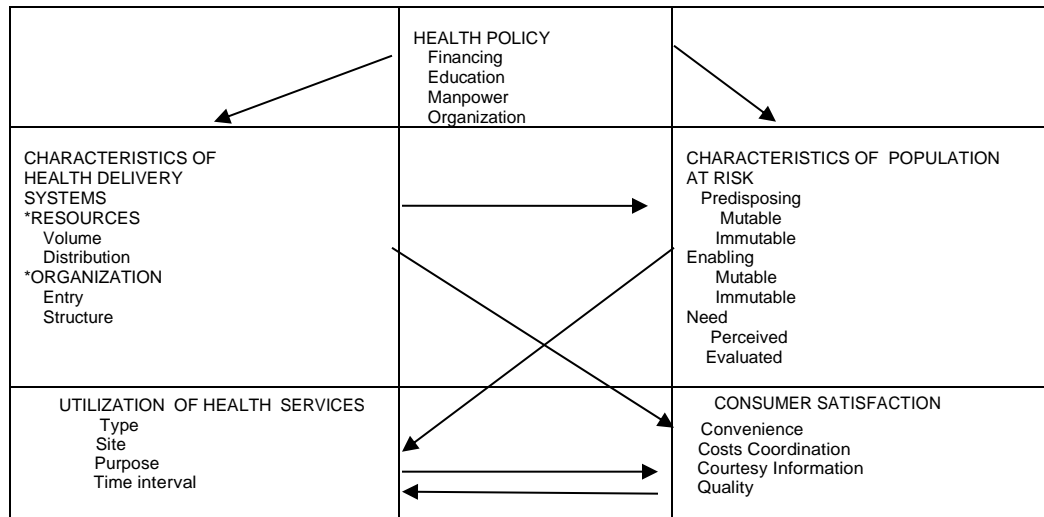 HEALTH POLICY
Financing
Education
Manpower
Organization
CHARACTERISTICS OF
HEALTH DELIVERY
SYSTEMS
*RESOURCES
Volume
Distribution
*ORGANIZATION
Entry
Structure
CHARACTERISTICS OF POPULATION
AT RISK
Predisposing
Mutable
Immutable
Enabling
Mutable
Immutable
Need
Perceived
Evaluated
UTILIZATION OF HEALTH SERVICES
Type
Site
Purpose
Time interval
CONSUMER SATISFACTION
Convenience
Costs Coordination
Courtesy Information
Quality